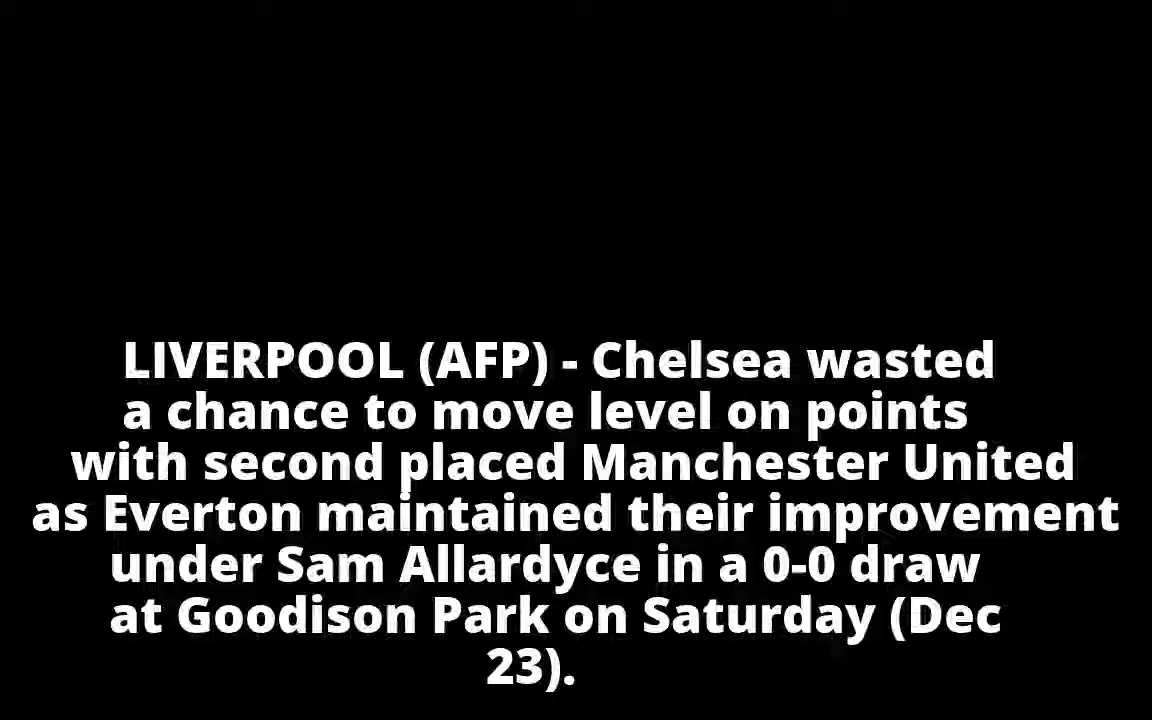 LIVERPOOL (AFP) - Chelsea wasted
a chance to move level on points
with second placed Manchester United
as Everton maintained their improvement
under Sam Allardyce in a 0-0 draw
at Goodison Park on Saturday (Dec
23).